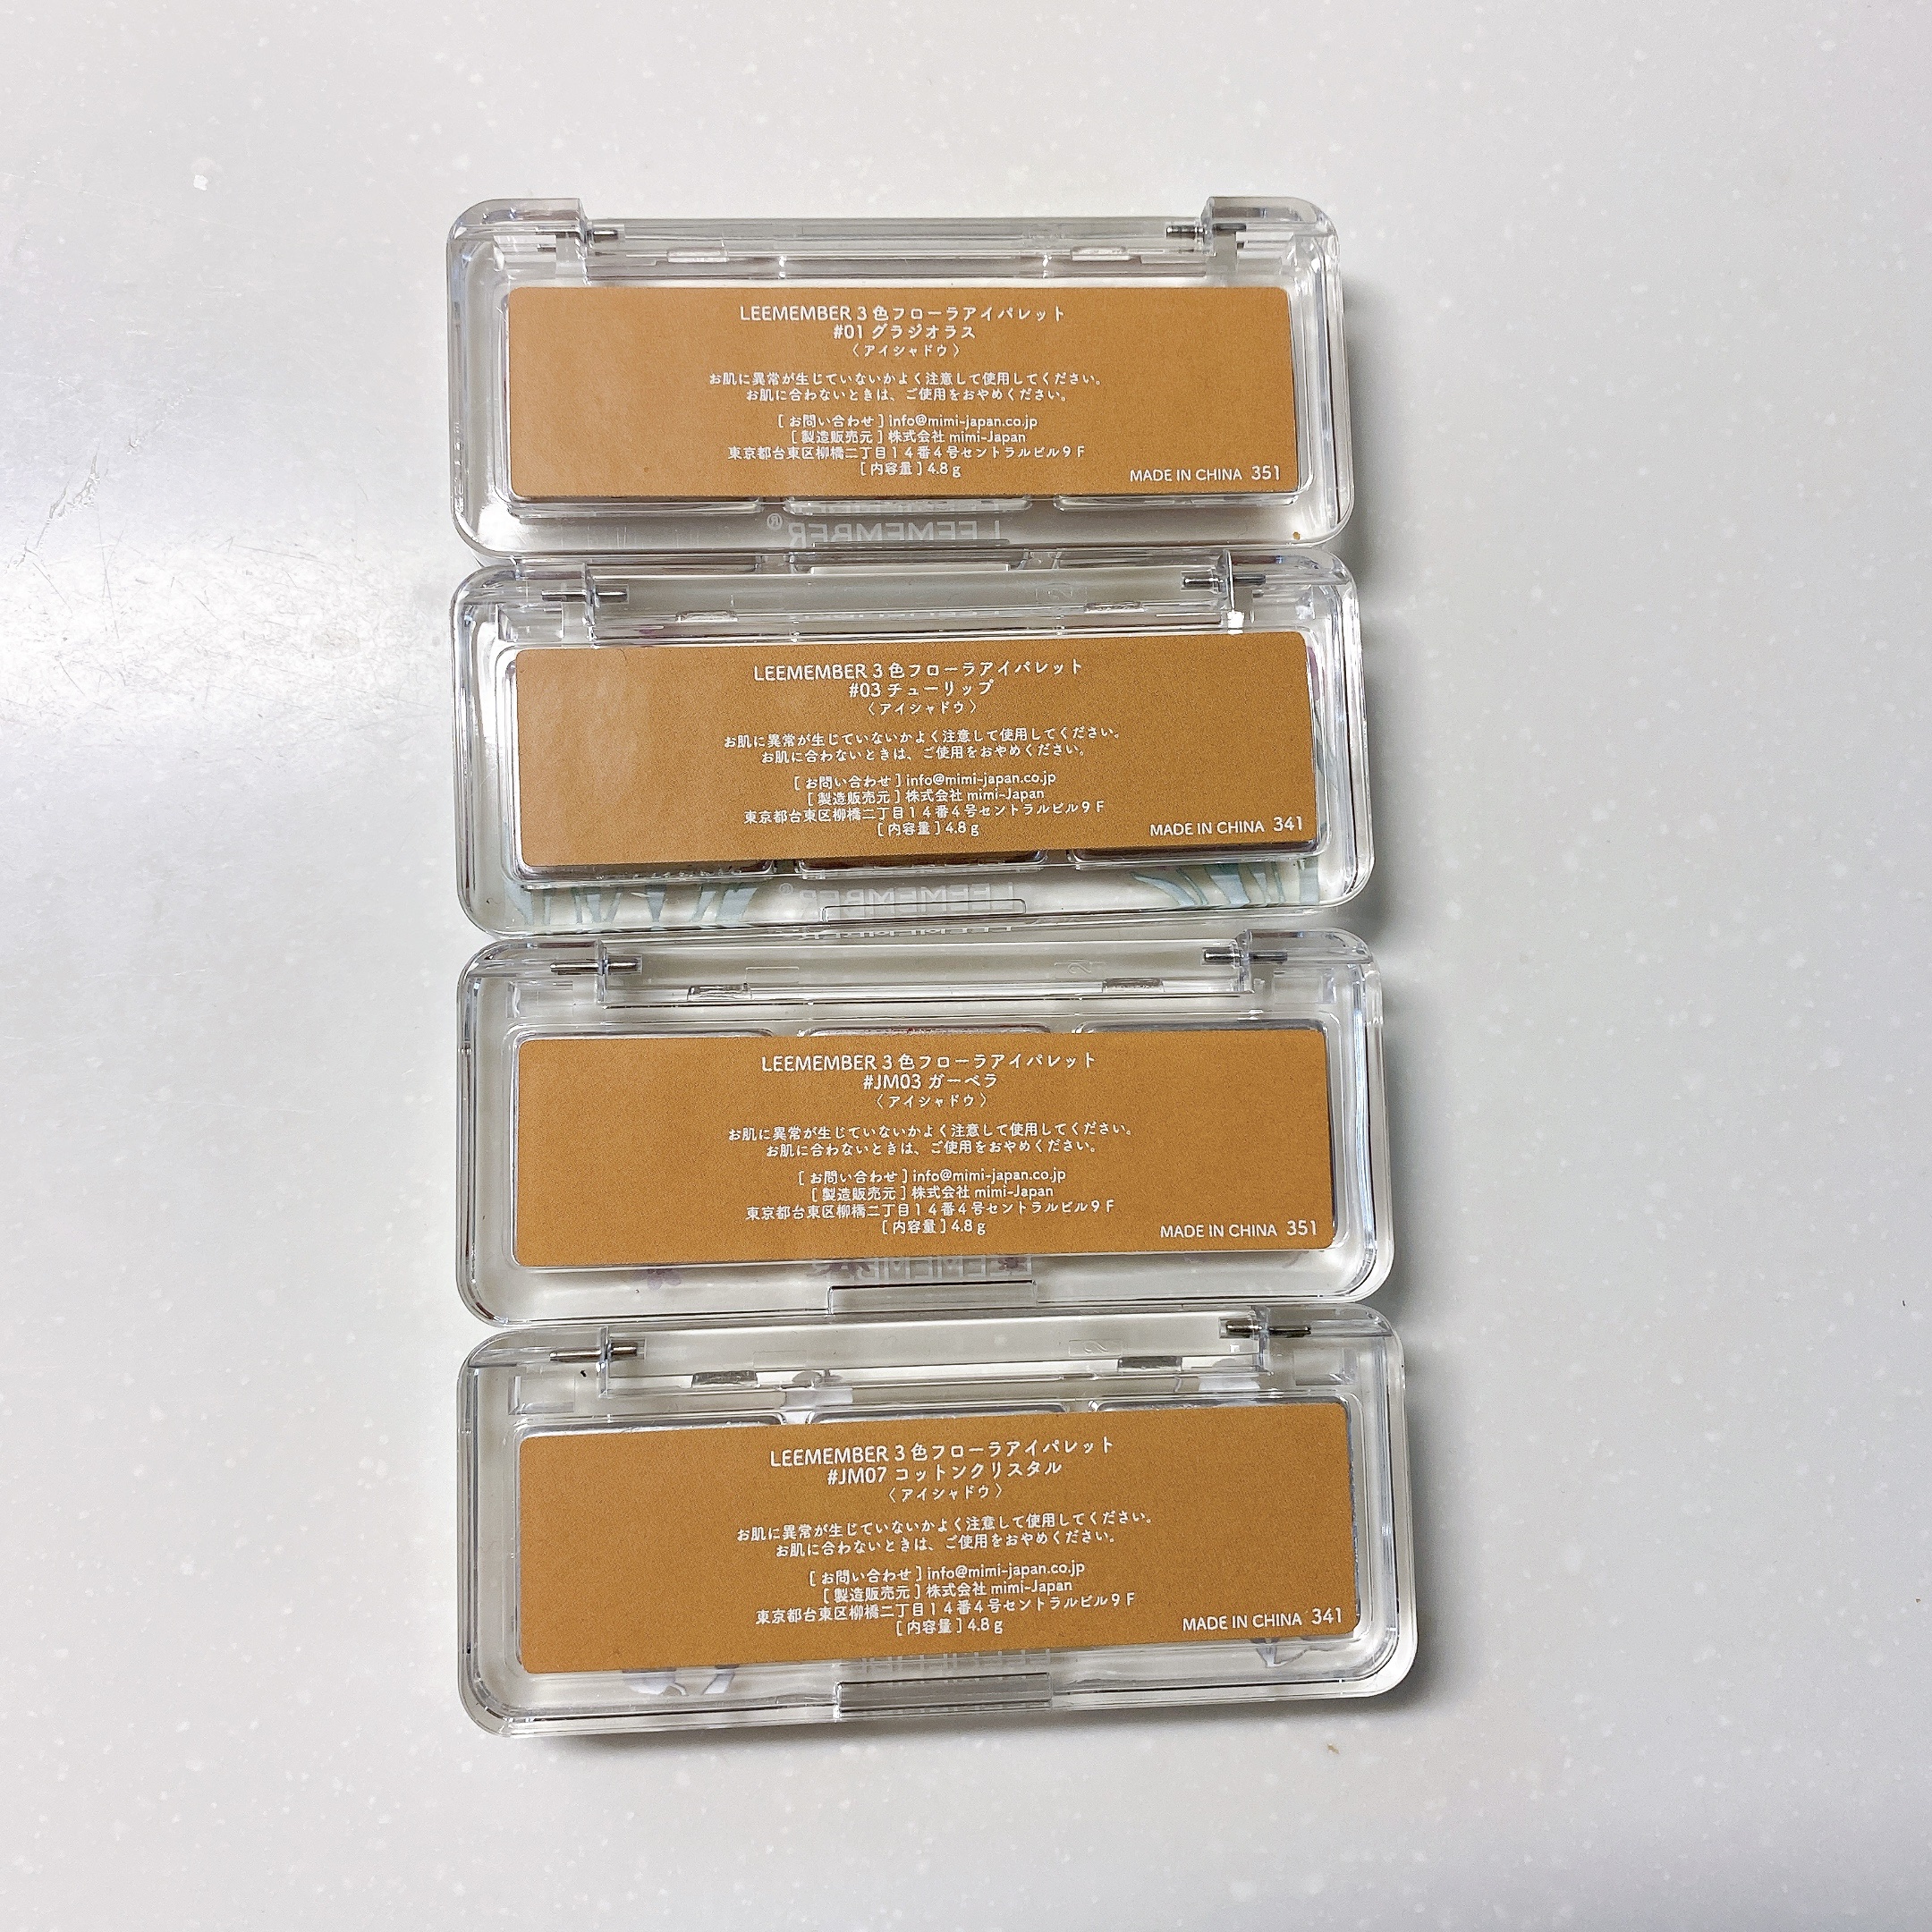 LEEMEMBER 3色フローラアイパレット
#01 グラジオラス
〈アイシャドウ〉
お肌に異常が生じていないかよく注意して使用してください。
お肌に合わないときは、ご使用をおやめください。
[お問い合わせ] info@mimi-japan.co.jp
[製造販売元] 株式会社 mimi-Japan
東京都台東区柳橋二丁目14番4号セントラルビル9F
[内容量] 4.8g
MADE IN CHINA 351
LEEMEMBER®
LEEMEMBER 3色フローラアイパレット
#03 チューリップ
〈アイシャドウ〉
お肌に異常が生じていないかよく注意して使用してください。
お肌に合わないときは、ご使用をおやめください。
[お問い合わせ] info@mimi-japan.co.jp
[製造販売元] 株式会社 mimi-Japan
東京都台東区柳橋二丁目14番4号セントラルビル9F
[内容量] 4.8g
MADE IN CHINA 341
LEEMEMBER®
LEEMEMBER 3色フローラアイパレット
#JM03 ガーベラ
〈アイシャドウ〉
お肌に異常が生じていないかよく注意して使用してください。
お肌に合わないときは、ご使用をおやめください。
[お問い合わせ] info@mimi-japan.co.jp
[製造販売元] 株式会社 mimi-Japan
東京都台東区柳橋二丁目14番4号セントラルビル9F
[内容量] 4.8g
MADE IN CHINA 351
LEEMEMBER 3色フローラアイパレット
#JM07 コットンクリスタル
〈アイシャドウ〉
お肌に異常が生じていないかよく注意して使用してください。
お肌に合わないときは、ご使用をおやめください。
[お問い合わせ] info@mimi-japan.co.jp
[製造販売元] 株式会社 mimi-Japan
東京都台東区柳橋二丁目14番4号セントラルビル9F
[内容量] 4.8g
MADE IN CHINA 341